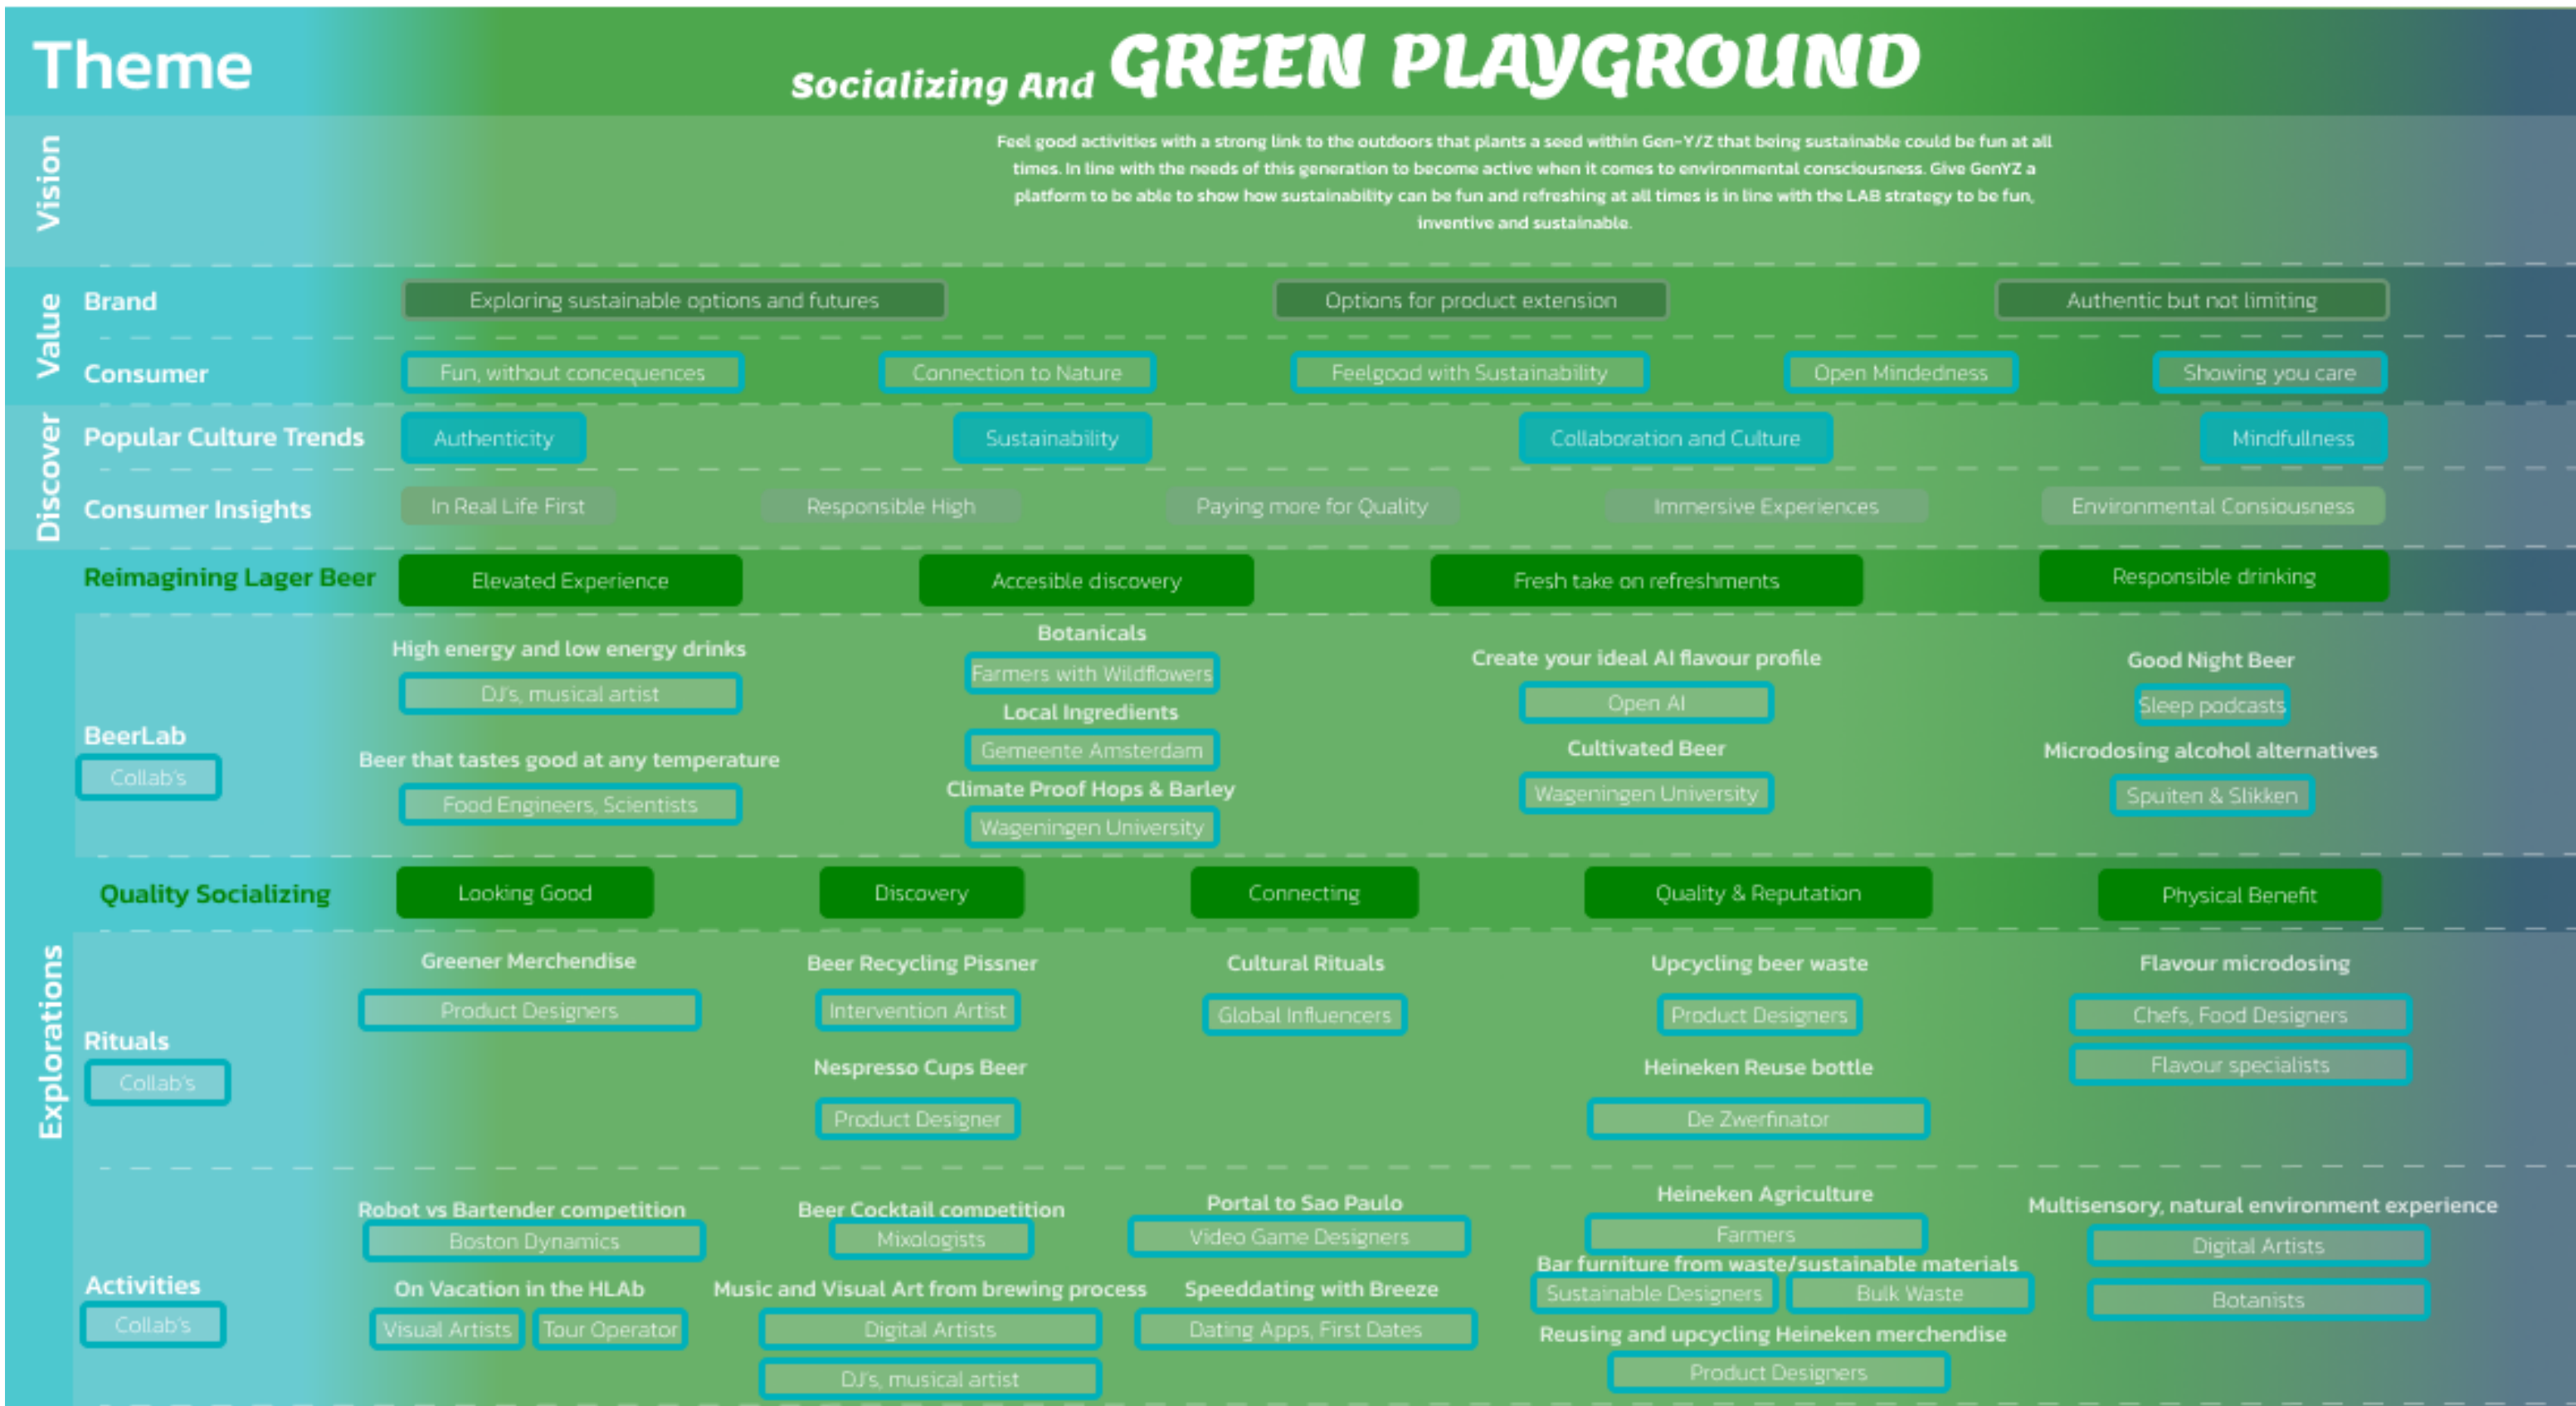 Theme
Socializing And GREEN PLAYGROUND
Vision
Feel good activities with a strong link to the outdoors that plants a seed within Gen-Y/Z that being sustainable could be fun at all
times. In line with the needs of this generation to become active when it comes to environmental consciousness. Give GenYZ a
platform to be able to show how sustainability can be fun and refreshing at all times is in line with the LAB strategy to be fun,
inventive and sustainable.
Value
Brand
Exploring sustainable options and futures
Options for product extension
Authentic but not limiting
Consumer
Fun, without concequences
Connection to Nature
Feelgood with Sustainability
Open Mindedness
Showing you care
Discover
Popular Culture Trends
Authenticity
Sustainability
Collaboration and Culture
Mindfullness
Consumer Insights
In Real Life First
Responsible High
Paying more for Quality
Immersive Experiences
Environmental Consiousness
Explorations
Reimagining Lager Beer
Elevated Experience
Accesible discovery
Fresh take on refreshments
Responsible drinking
BeerLab
Collab's
High energy and low energy drinks
DJ's, musical artist
Beer that tastes good at any temperature
Food Engineers, Scientists
Botanicals
Farmers with Wildflowers
Local Ingredients
Gemeente Amsterdam
Climate Proof Hops & Barley
Wageningen University
Create your ideal AI flavour profile
Open AI
Cultivated Beer
Wageningen University
Good Night Beer
Sleep podcasts
Microdosing alcohol alternatives
Spuiten & Slikken
Quality Socializing
Looking Good
Discovery
Connecting
Quality & Reputation
Physical Benefit
Rituals
Collab's
Greener Merchendise
Product Designers
Beer Recycling Pissner
Intervention Artist
Nespresso Cups Beer
Product Designer
Cultural Rituals
Global Influencers
Upcycling beer waste
Product Designers
Heineken Reuse bottle
De Zwerfinator
Flavour microdosing
Chefs, Food Designers
Flavour specialists
Activities
Collab's
Robot vs Bartender competition
Boston Dynamics
On Vacation in the HLAb
Visual Artists
Tour Operator
Beer Cocktail competition
Mixologists
Music and Visual Art from brewing process
Digital Artists
DJ's, musical artist
Portal to Sao Paulo
Video Game Designers
Speeddating with Breeze
Dating Apps, First Dates
Heineken Agriculture
Farmers
Bar furniture from waste/sustainable materials
Sustainable Designers
Bulk Waste
Reusing and upcycling Heineken merchendise
Product Designers
Multisensory, natural environment experience
Digital Artists
Botanists